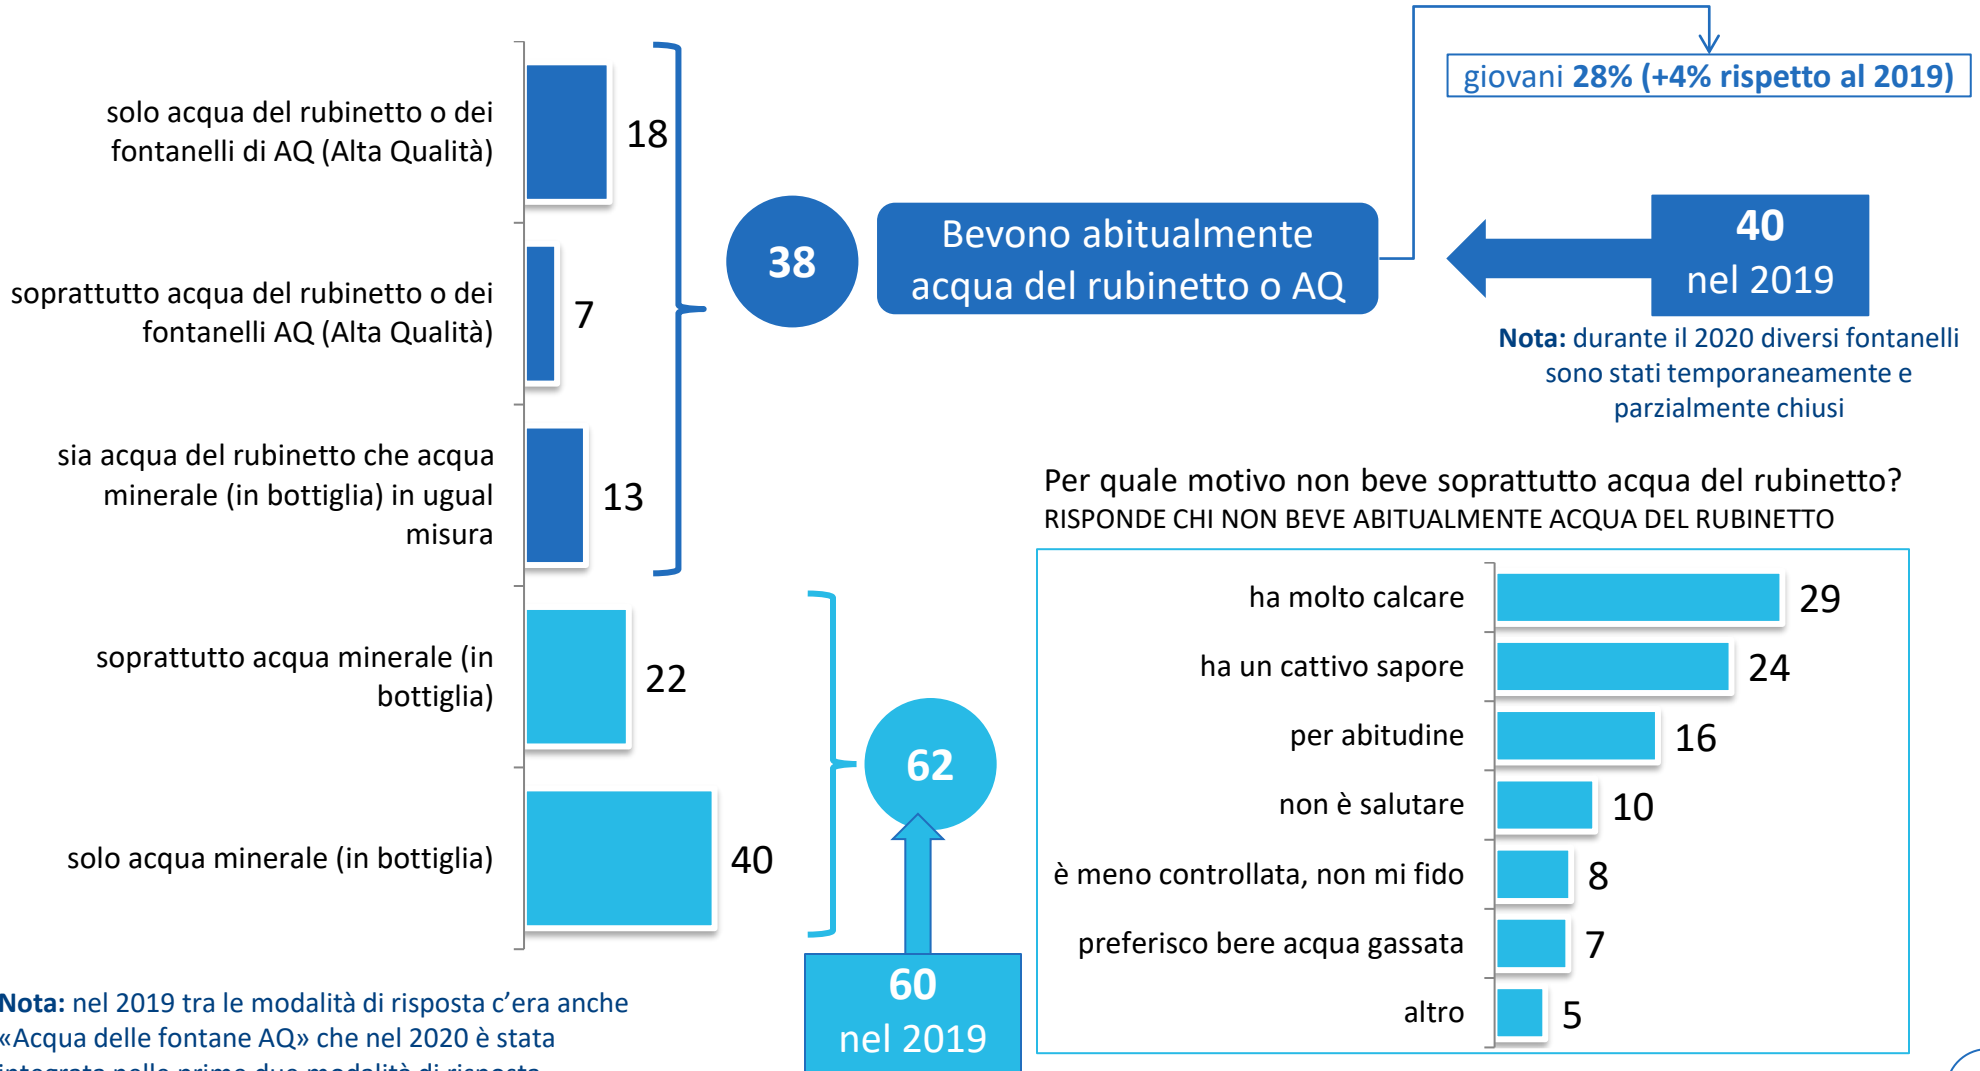 giovani 28% (+4% rispetto al 2019)
solo acqua del rubinetto o dei
fontanelli di AQ (Alta Qualità)
18
soprattutto acqua del rubinetto o dei
fontanelli AQ (Alta Qualità)
7
sia acqua del rubinetto che acqua
minerale (in bottiglia) in ugual
misura
13
soprattutto acqua minerale (in
bottiglia)
22
solo acqua minerale (in bottiglia)
40
38
Bevono abitualmente
acqua del rubinetto o AQ
40
nel 2019
Nota: durante il 2020 diversi fontanelli
sono stati temporaneamente e
parzialmente chiusi
62
60
nel 2019
Per quale motivo non beve soprattutto acqua del rubinetto?
RISPONDE CHI NON BEVE ABITUALMENTE ACQUA DEL RUBINETTO
ha molto calcare
29
ha un cattivo sapore
24
per abitudine
16
non è salutare
10
è meno controllata, non mi fido
8
preferisco bere acqua gassata
7
altro
5
Nota: nel 2019 tra le modalità di risposta c’era anche
«Acqua delle fontane AQ» che nel 2020 è stata
integrata nelle prime due modalità di risposta